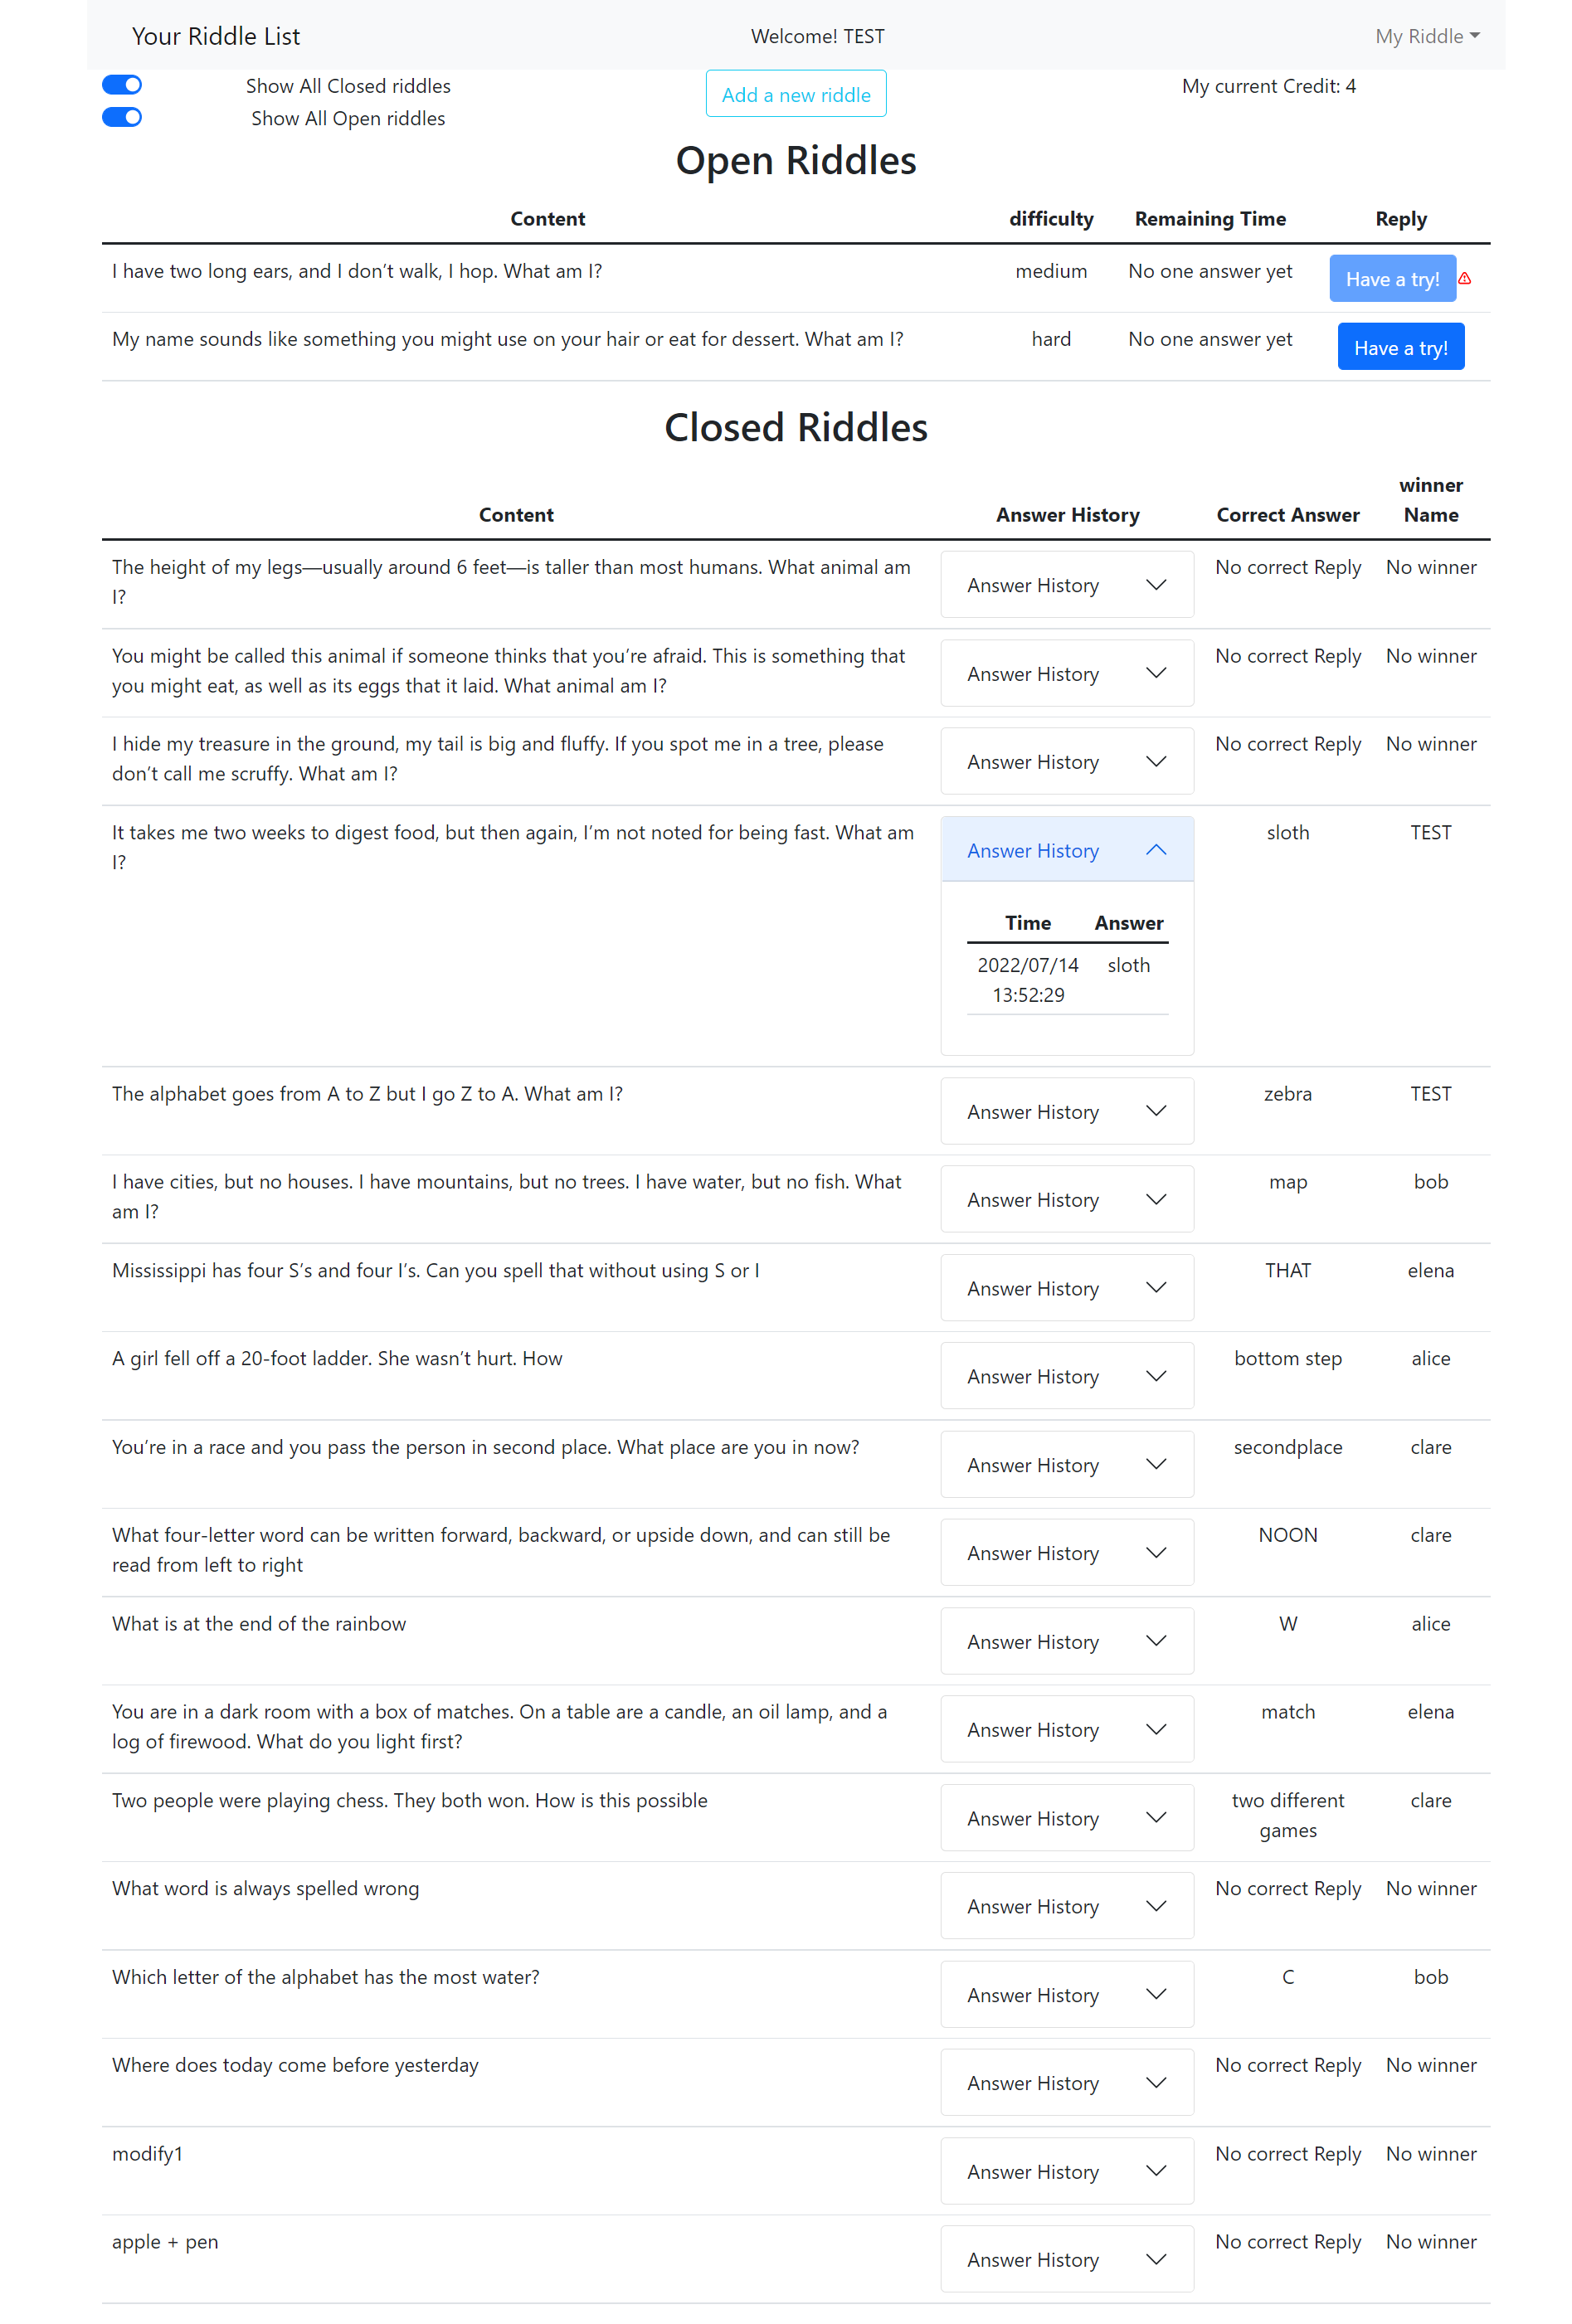 Your Riddle List
Welcome! TEST
My Riddle
Show All Closed riddles
Add a new riddle
My current Credit: 4
Show All Open riddles
Open Riddles
Content difficulty Remaining Time Reply
I have two long ears, and I don’t walk, I hop. What am I? medium No one answer yet Have a try!
My name sounds like something you might use on your hair or eat for dessert. What am I? hard No one answer yet Have a try!
Closed Riddles
Content Answer History Correct Answer winner
Name
The height of my legs—usually around 6 feet—is taller than most humans. What animal am Answer History No correct Reply No winner
I?
You might be called this animal if someone thinks that you’re afraid. This is something that Answer History No correct Reply No winner
you might eat, as well as its eggs that it laid. What animal am I?
I hide my treasure in the ground, my tail is big and fluffy. If you spot me in a tree, please Answer History No correct Reply No winner
don’t call me scruffy. What am I?
It takes me two weeks to digest food, but then again, I’m not noted for being fast. What am Answer History sloth TEST
I?
Time Answer
2022/07/14 sloth
13:52:29
The alphabet goes from A to Z but I go Z to A. What am I? Answer History zebra TEST
I have cities, but no houses. I have mountains, but no trees. I have water, but no fish. What Answer History map bob
am I?
Mississippi has four S’s and four I’s. Can you spell that without using S or I Answer History THAT elena
A girl fell off a 20-foot ladder. She wasn’t hurt. How Answer History bottom step alice
You’re in a race and you pass the person in second place. What place are you in now? Answer History secondplace clare
What four-letter word can be written forward, backward, or upside down, and can still be Answer History NOON clare
read from left to right
What is at the end of the rainbow Answer History W alice
You are in a dark room with a box of matches. On a table are a candle, an oil lamp, and a Answer History match elena
log of firewood. What do you light first?
Two people were playing chess. They both won. How is this possible Answer History two different clare
games
What word is always spelled wrong Answer History No correct Reply No winner
Which letter of the alphabet has the most water? Answer History C bob
Where does today come before yesterday Answer History No correct Reply No winner
modify1 Answer History No correct Reply No winner
apple + pen Answer History No correct Reply No winner